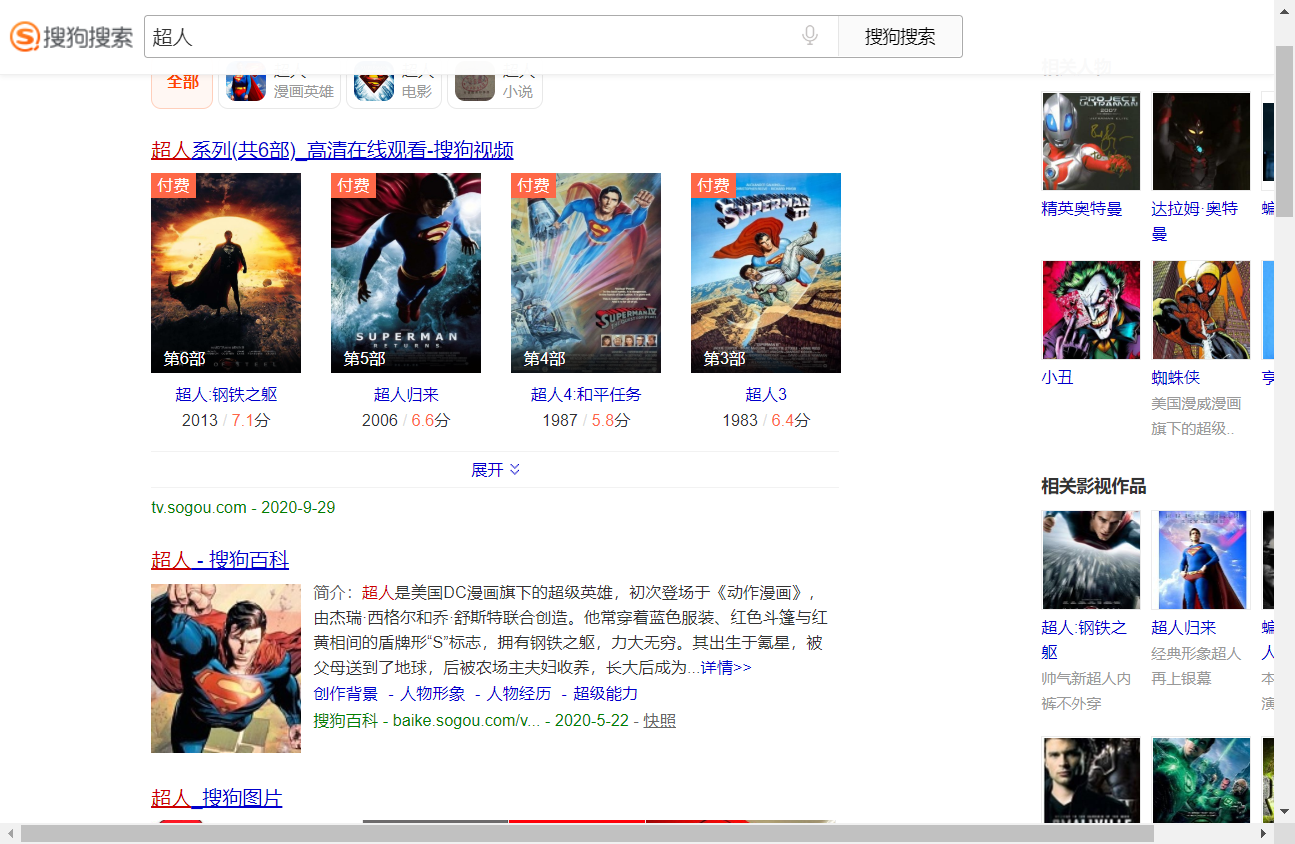 搜狗搜索
超人
搜狗搜索
全部
超人
漫画英雄
超人
电影
超人
小说
超人系列(共6部)_高清在线观看-搜狗视频
付费
付费
付费
付费
PROJECT
ULTRAMAN
2007
SUPERMAN
RETURNS
SUPERMAN IV
SUPERMAN III
第6部
第5部
第4部
第3部
超人:钢铁之躯
超人归来
超人4:和平任务
超人3
2013 / 7.1分
2006 / 6.6分
1987 / 5.8分
1983 / 6.4分
展开
tv.sogou.com - 2020-9-29
超人 - 搜狗百科
简介：超人是美国DC漫画旗下的超级英雄，初次登场于《动作漫画》，
由杰瑞·西格尔和乔·舒斯特联合创造。他常穿着蓝色服装、红色斗篷与红
黄相间的盾牌形“S”标志，拥有钢铁之躯，力大无穷。其出生于氪星，被
父母送到了地球，后被农场主夫妇收养，长大后成为...详情>>
创作背景 - 人物形象 - 人物经历 - 超级能力
搜狗百科 - baike.sogou.com/v... - 2020-5-22 - 快照
超人_搜狗图片
相关人物
精英奥特曼
达拉姆·奥特
曼
蝙
小丑
蜘蛛侠
美国漫威漫画
旗下的超级..
亨
相关影视作品
超人:钢铁之
躯
帅气新超人内
裤不外穿
超人归来
经典形象超人
再上银幕
蝙
人
本
演
SMALLVILLE